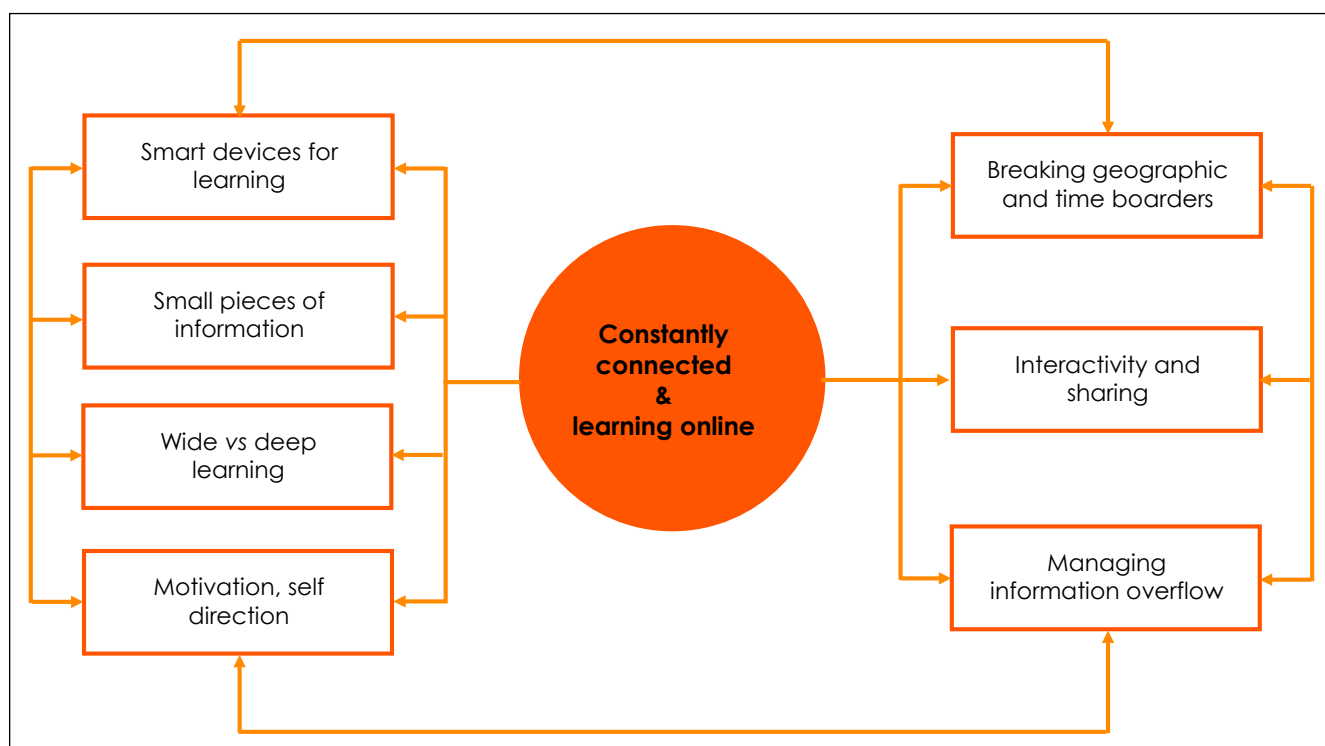 Smart devices for
learning
Small pieces of
information
Wide vs deep
learning
Motivation, self
direction
Constantly
connected
&
learning online
Breaking geographic
and time boarders
Interactivity and
sharing
Managing
information overflow